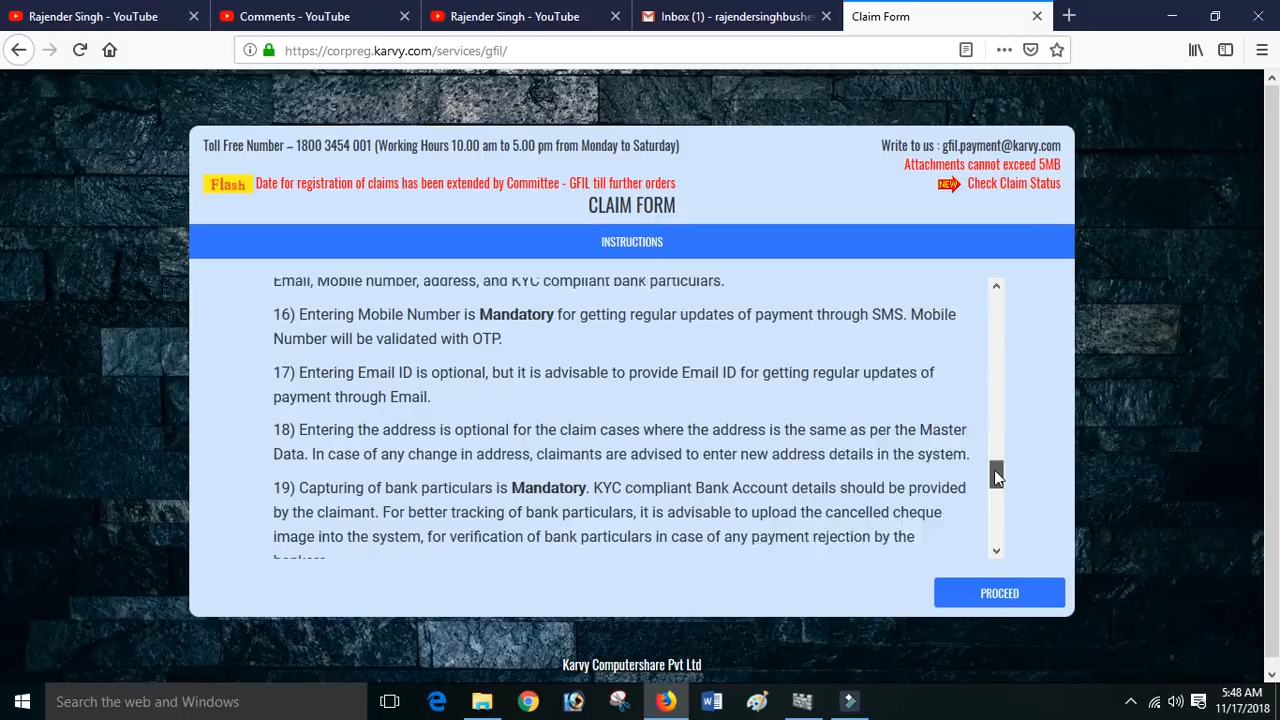 Rajender Singh - YouTube
Comments - YouTube
Rajender Singh - YouTube
Inbox (1) - rajendersinghbushe
Claim Form
https://corpreg.karvy.com/services/gfil/
Toll Free Number – 1800 3454 001 (Working Hours 10.00 am to 5.00 pm from Monday to Saturday)
Write to us : gfil.payment@karvy.com
Attachments cannot exceed 5MB
Flash Date for registration of claims has been extended by Committee - GFIL till further orders
NEW Check Claim Status
CLAIM FORM
INSTRUCTIONS
Email, Mobile number, address, and KYC compliant bank particulars.
16) Entering Mobile Number is Mandatory for getting regular updates of payment through SMS. Mobile
Number will be validated with OTP.
17) Entering Email ID is optional, but it is advisable to provide Email ID for getting regular updates of
payment through Email.
18) Entering the address is optional for the claim cases where the address is the same as per the Master
Data. In case of any change in address, claimants are advised to enter new address details in the system.
19) Capturing of bank particulars is Mandatory. KYC compliant Bank Account details should be provided
by the claimant. For better tracking of bank particulars, it is advisable to upload the cancelled cheque
image into the system, for verification of bank particulars in case of any payment rejection by the
PROCEED
Karvy Computershare Pvt Ltd
Search the web and Windows
5:48 AM
11/17/2018